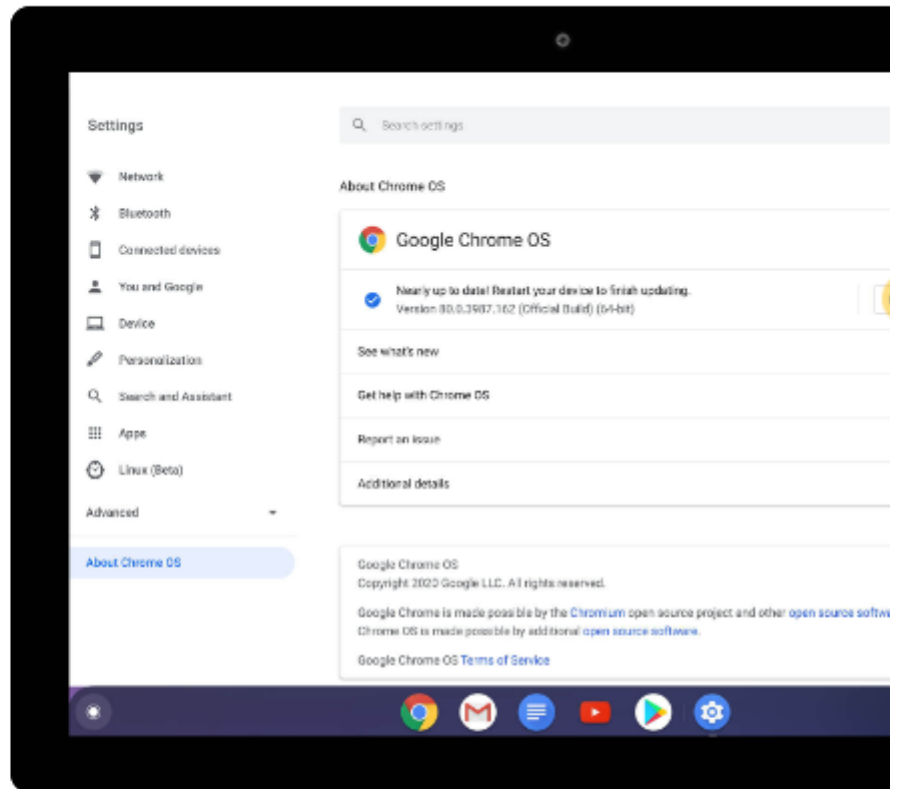 Settings
Search settings
Network
Bluetooth
Connected devices
You and Google
Device
Personalization
Search and Assistant
Apps
Linux (Beta)
Advanced
About Chrome OS
About Chrome OS
Google Chrome OS
Nearly up to date! Restart your device to finish updating.
Version 80.0.3987.162 (Official Build) (64-bit)
See what's new
Get help with Chrome OS
Report an issue
Additional details
Google Chrome OS
Copyright 2020 Google LLC. All rights reserved.
Google Chrome is made possible by the Chromium open source project and other open source softwa
Chrome OS is made possible by additional open source software.
Google Chrome OS Terms of Service